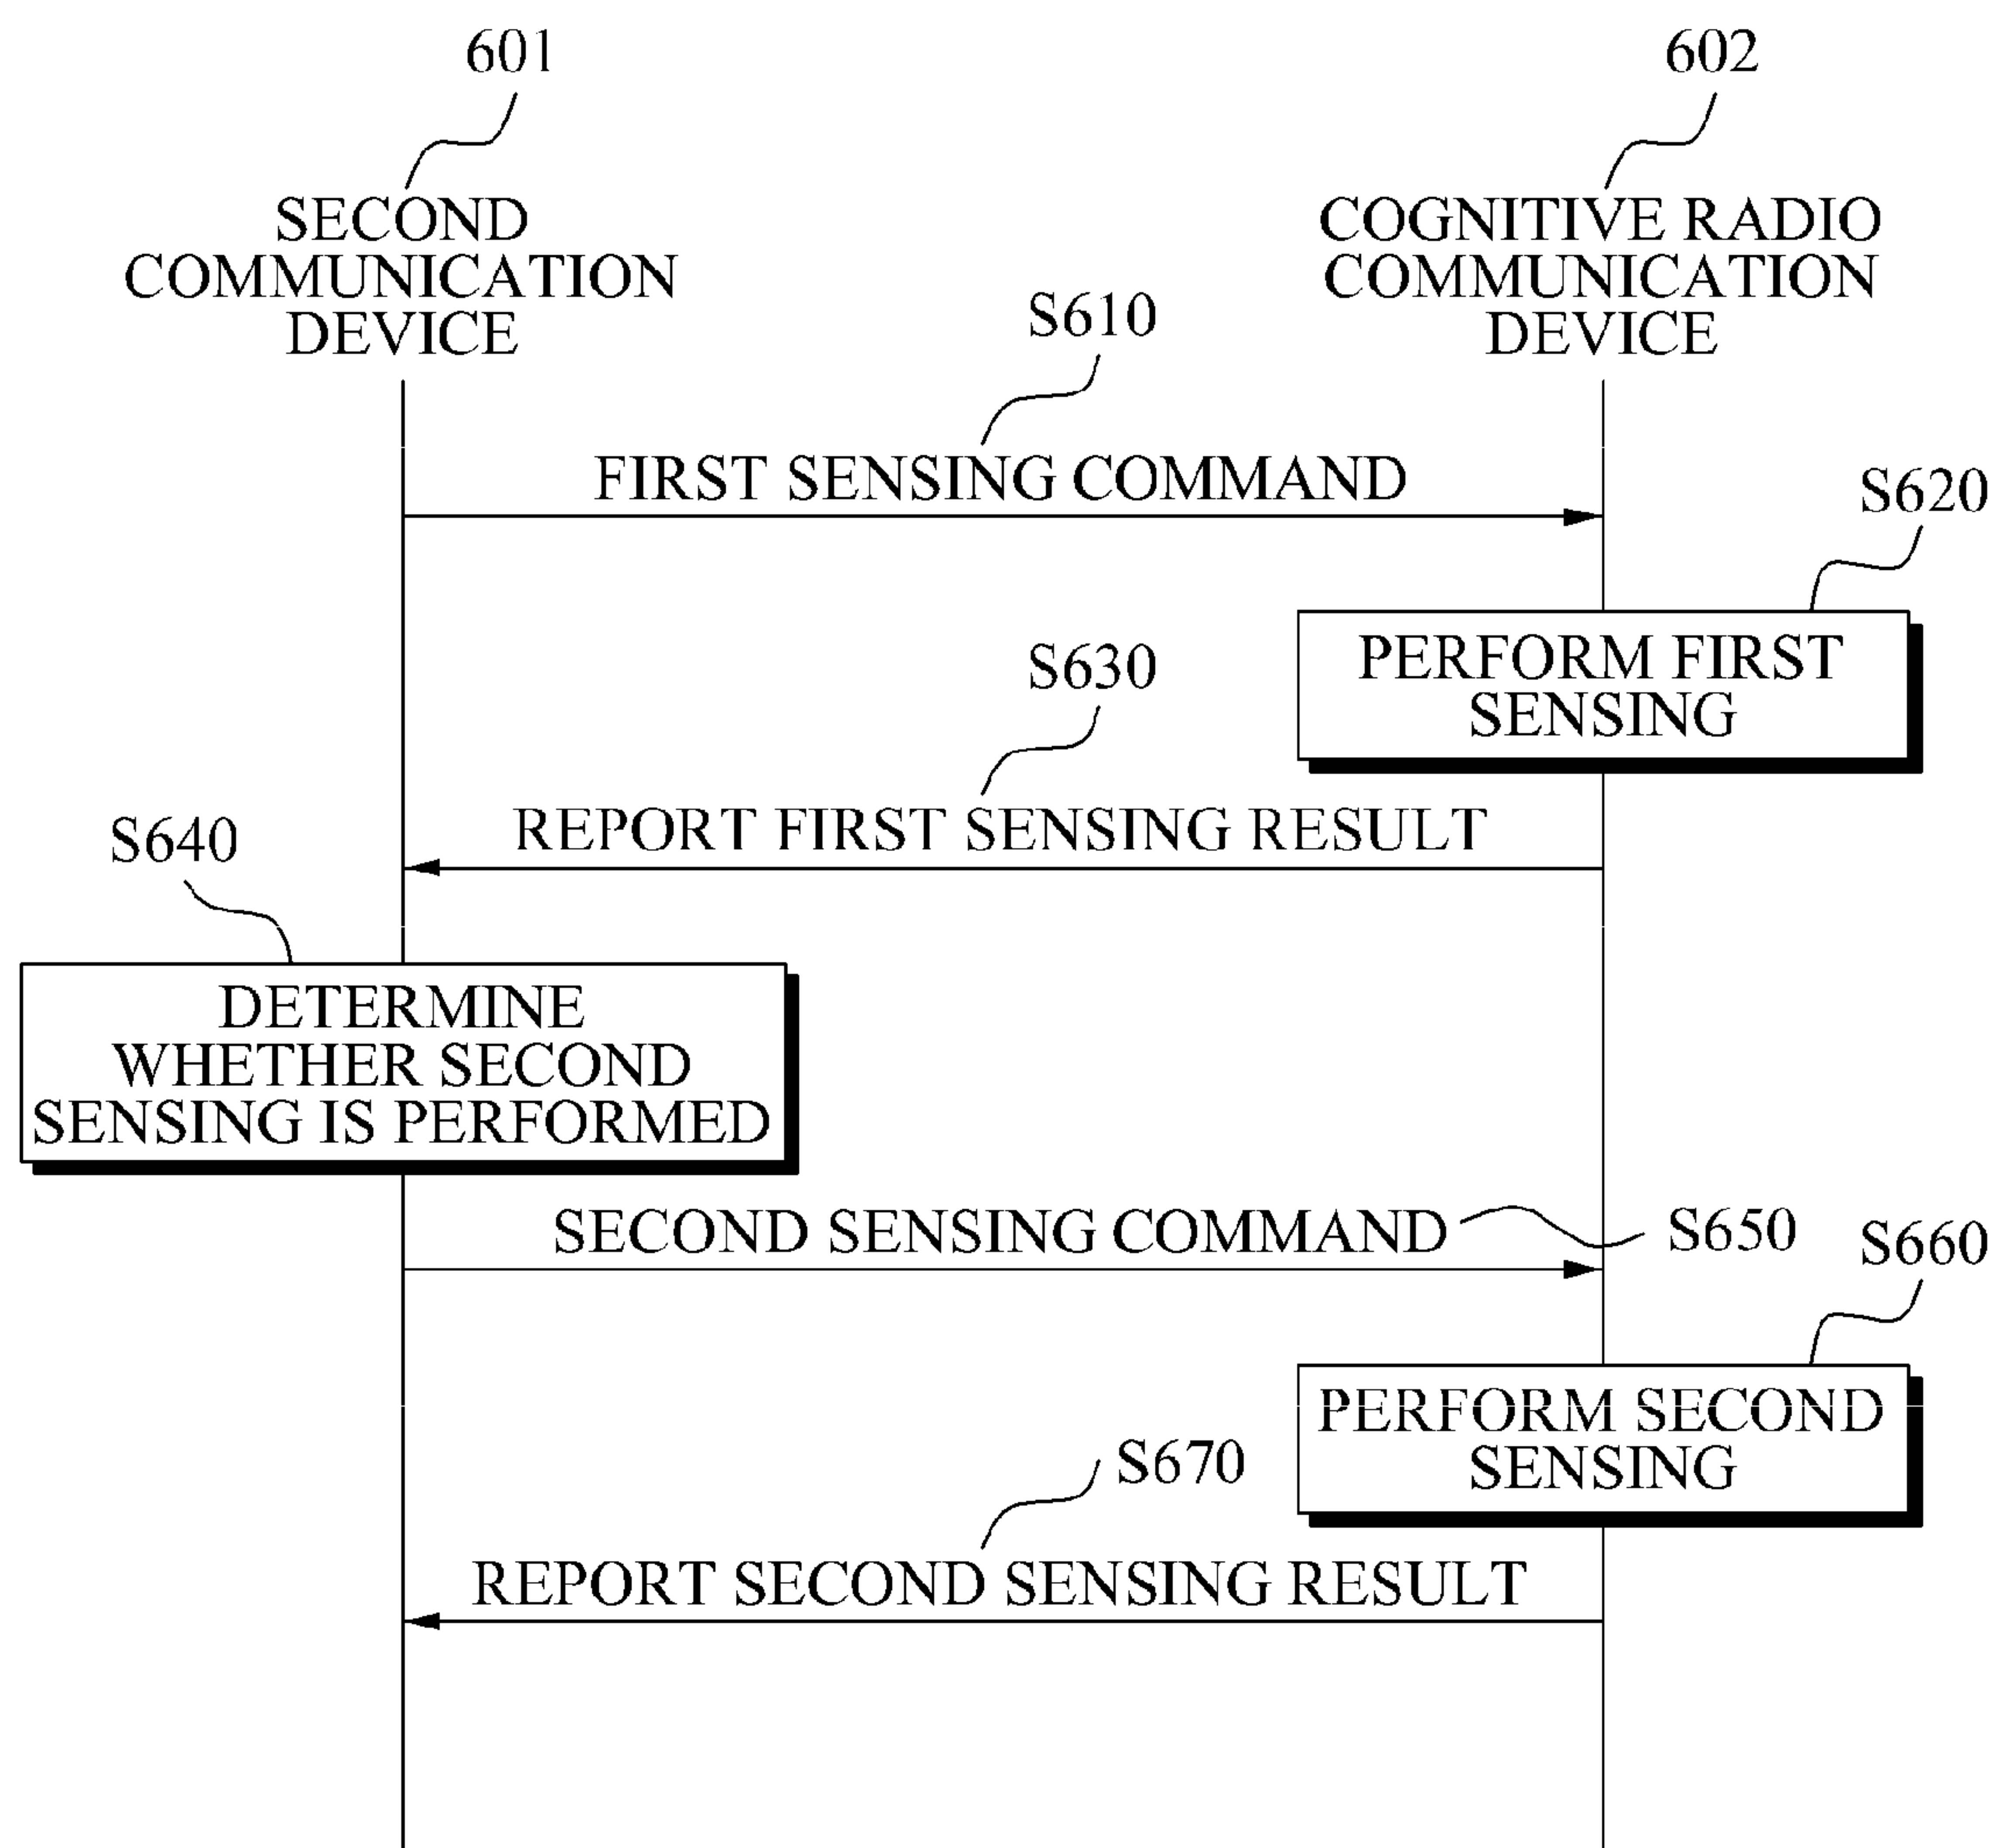 601
602
SECOND
COMMUNICATION
DEVICE
COGNITIVE RADIO
COMMUNICATION
DEVICE
S610
FIRST SENSING COMMAND
S620
PERFORM FIRST
SENSING
S630
REPORT FIRST SENSING RESULT
S640
DETERMINE
WHETHER SECOND
SENSING IS PERFORMED
SECOND SENSING COMMAND
S650
S660
PERFORM SECOND
SENSING
S670
REPORT SECOND SENSING RESULT